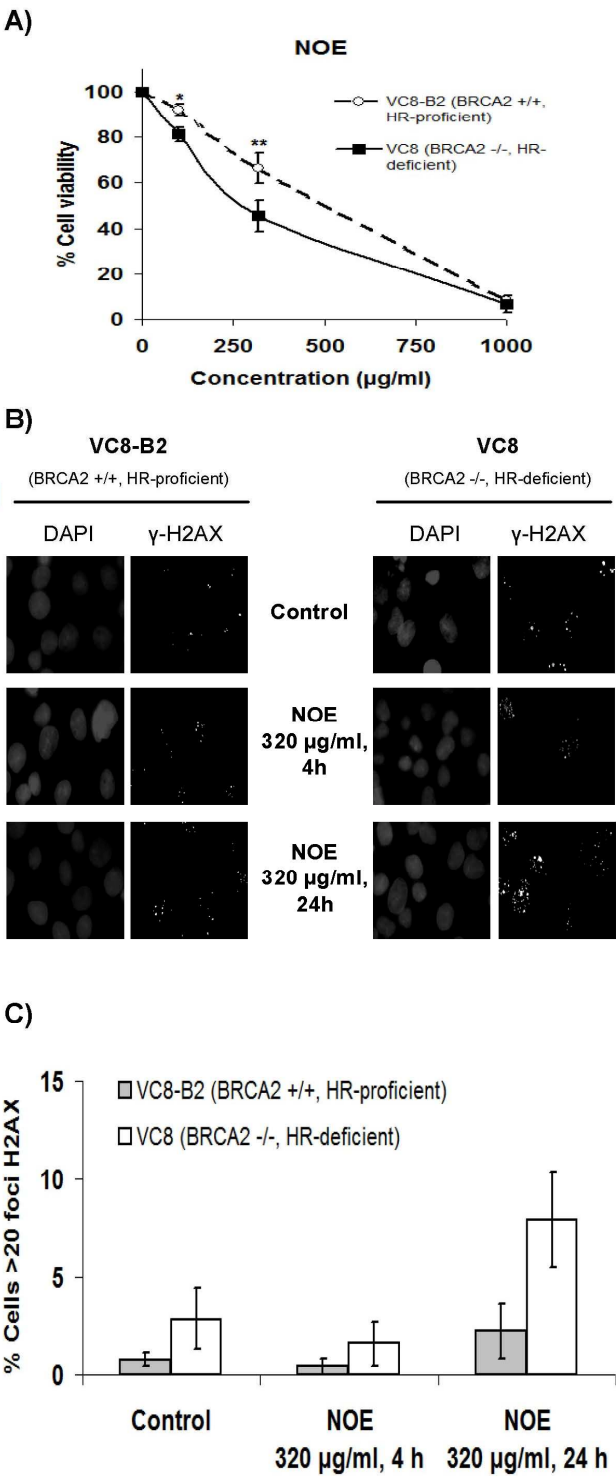 A)
NOE
100
80
60
40
20
0
% Cell viability
*
**
VC8-B2 (BRCA2 +/+,
HR-proficient)
VC8 (BRCA2 -/-, HR-
deficient)
0 250 500 750 1000
Concentration (µg/ml)
B)
VC8-B2
(BRCA2 +/+, HR-proficient)
VC8
(BRCA2 -/-, HR-deficient)
DAPI γ-H2AX
DAPI γ-H2AX
Control
NOE
320 µg/ml,
4h
NOE
320 µg/ml,
24h
C)
% Cells >20 foci H2AX
15
10
5
0
VC8-B2 (BRCA2 +/+, HR-proficient)
VC8 (BRCA2 -/-, HR-deficient)
Control
NOE
320 µg/ml, 4 h
NOE
320 µg/ml, 24 h